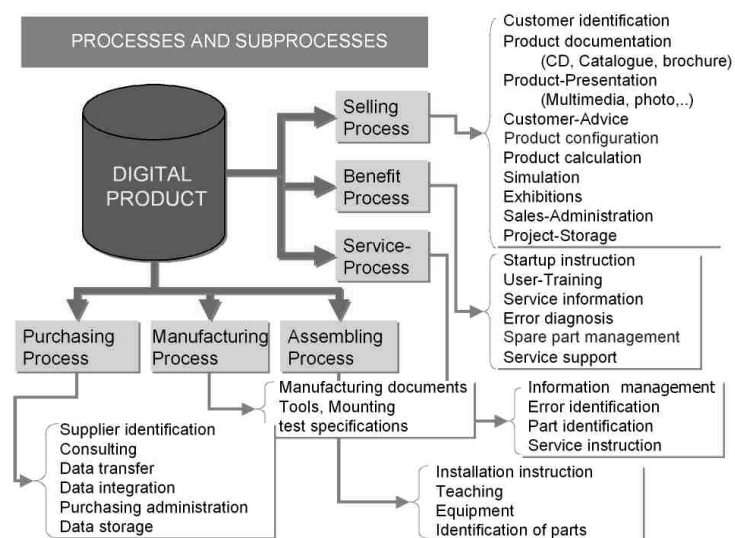 PROCESSES AND SUBPROCESSES
DIGITAL
PRODUCT
Selling
Process
Benefit
Process
Service-
Process
Customer identification
Product documentation
(CD, Catalogue, brochure)
Product-Presentation
(Multimedia, photo,..)
Customer-Advice
Product configuration
Product calculation
Simulation
Exhibitions
Sales-Administration
Project-Storage
Startup instruction
User-Training
Service information
Error diagnosis
Spare part management
Service support
Purchasing
Process
Manufacturing
Process
Assembling
Process
Manufacturing documents
Tools, Mounting
test specifications
Information management
Error identification
Part identification
Service instruction
Supplier identification
Consulting
Data transfer
Data integration
Purchasing administration
Data storage
Installation instruction
Teaching
Equipment
Identification of parts